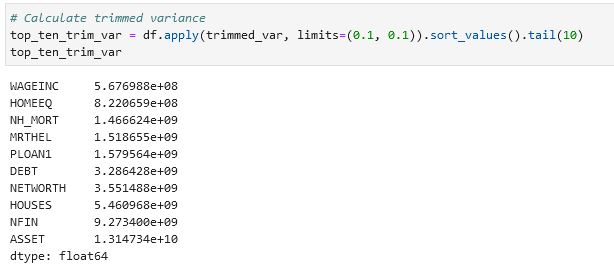 # Calculate trimmed variance
top_ten_trim_var = df.apply(trimmed_var, limits=(0.1, 0.1)).sort_values().tail(10)
top_ten_trim_var
WAGEINC     5.676988e+08
HOMEEQ      8.220659e+08
NH_MORT     1.466624e+09
MRTHEL      1.518655e+09
PLOAN1      1.579564e+09
DEBT        3.286428e+09
NETWORTH    3.551488e+09
HOUSES      5.460968e+09
NFIN        9.273400e+09
ASSET       1.314734e+10
dtype: float64